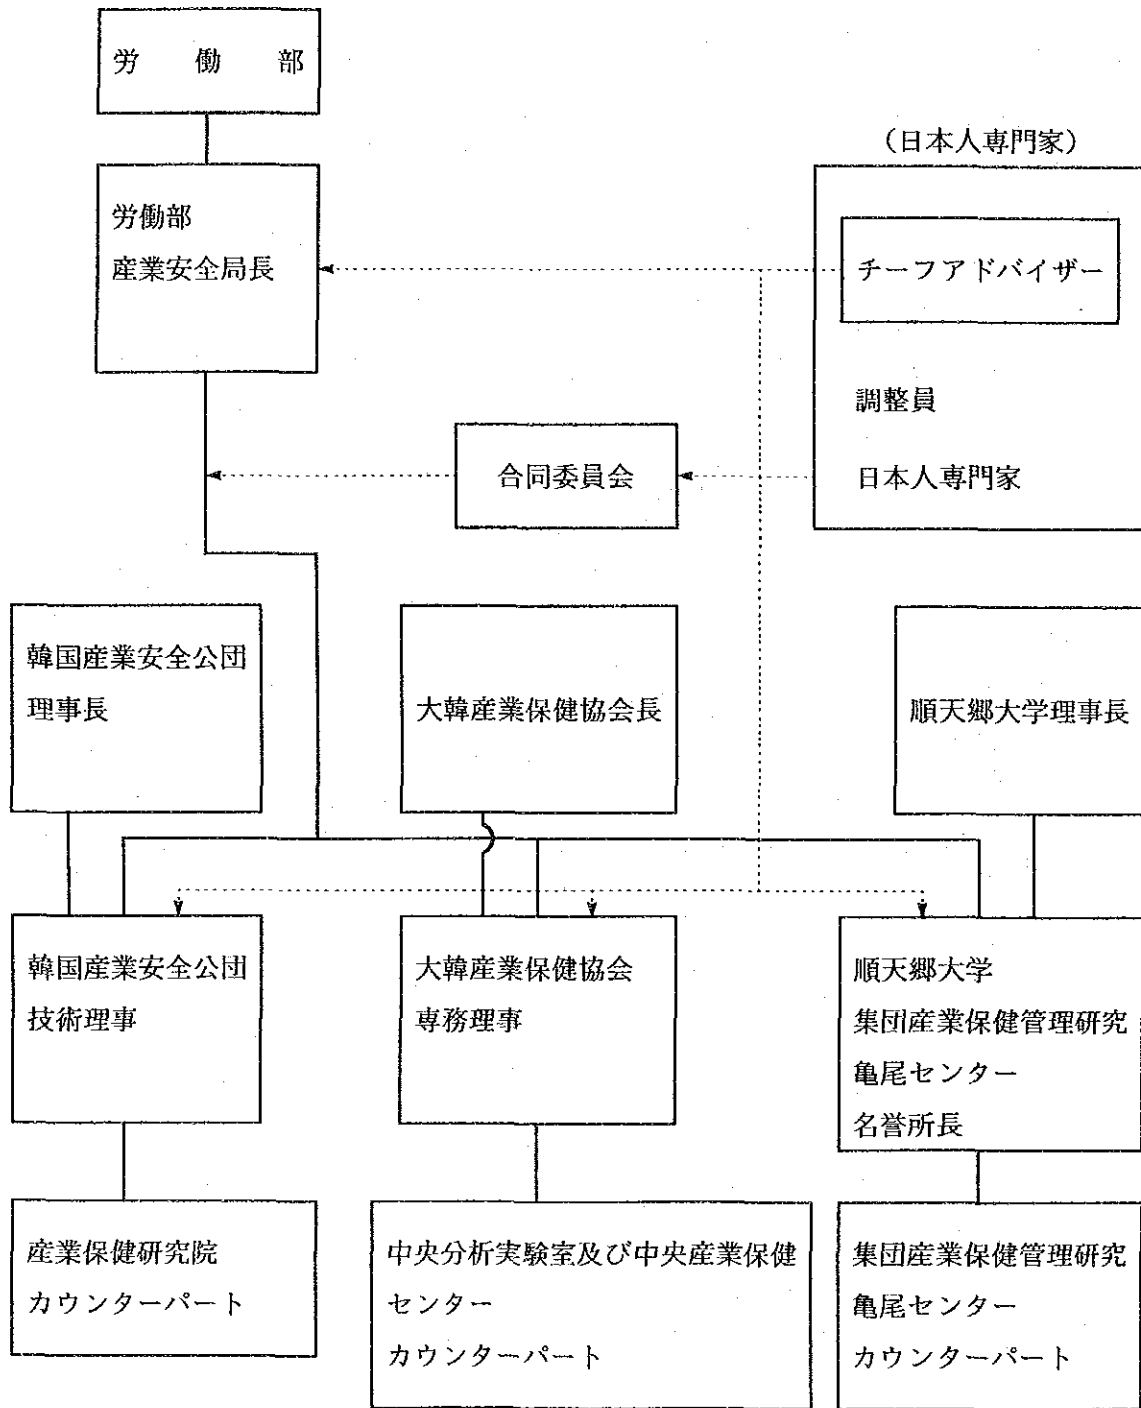 労働部
(日本人専門家)
労働部
産業安全局長
チーフアドバイザー
調整員
日本人専門家
合同委員会
韓国産業安全公団
理事長
大韓産業保健協会長
順天郷大学理事長
韓国産業安全公団
技術理事
大韓産業保健協会
専務理事
順天郷大学
集団産業保健管理研究
亀尾センター
名誉所長
産業保健研究院
カウンターパート
中央分析実験室及び中央産業保健
センター
カウンターパート
集団産業保健管理研究
亀尾センター
カウンターパート